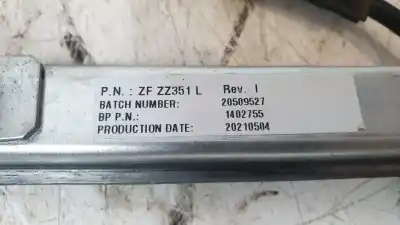 P.N. : ZF ZZ351 L Rev. I
BATCH NUMBER: 20509527
BP P.N.: 1402755
PRODUCTION DATE: 20210504